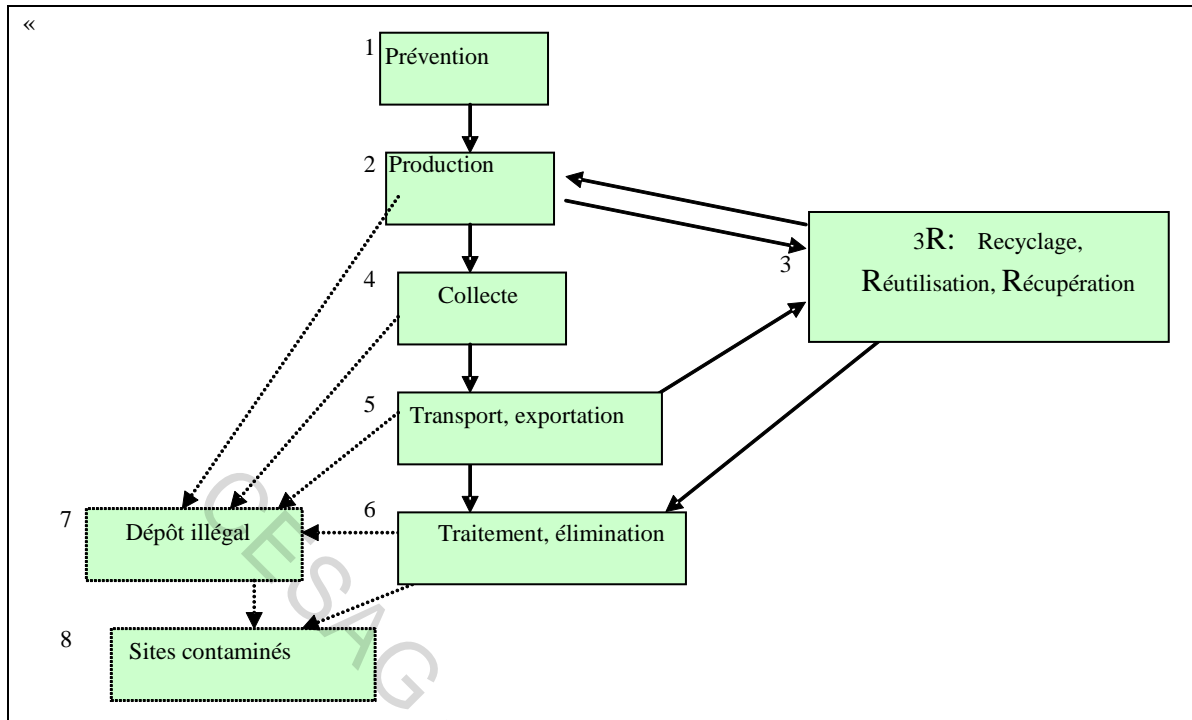 «
1 Prévention
2 Production
3R: Recyclage,
3
Réutilisation, Récupération
4 Collecte
5 Transport, exportation
6 Traitement, élimination
7 Dépôt illégal
8 Sites contaminés
CESAG